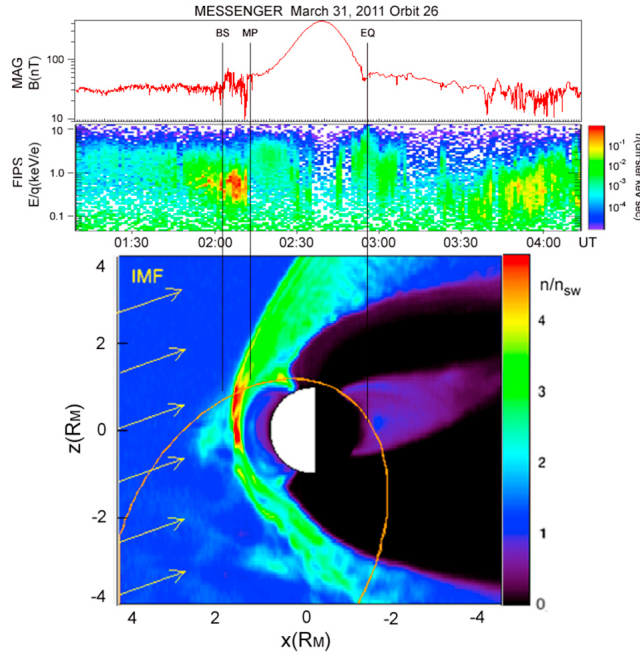 MESSENGER March 31, 2011 Orbit 26
BS MP EQ
MAG
B(nT)
100
10
FIPS
E/q(keV/e)
10
1.0
0.1
10⁻¹
10⁻²
10⁻³
10⁻⁴
01:30 02:00 02:30 03:00 03:30 04:00 UT
IMF
n/nsw
z(RM)
4
2
0
-2
-4
4
3
2
1
0
4 2 0 -2 -4
x(RM)